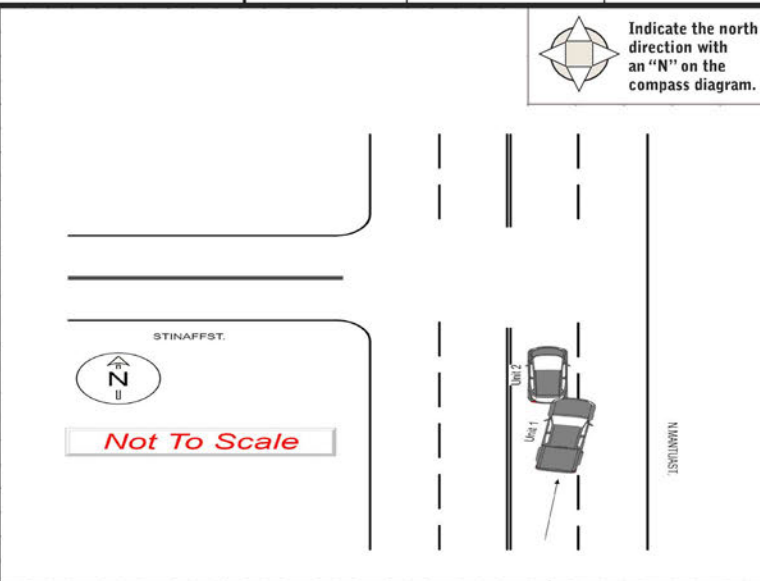 Indicate the north
direction with
an “N” on the
compass diagram.
STINAFFST.
N
Not To Scale
Unit 2
Unit 1
N.MANTUAST.